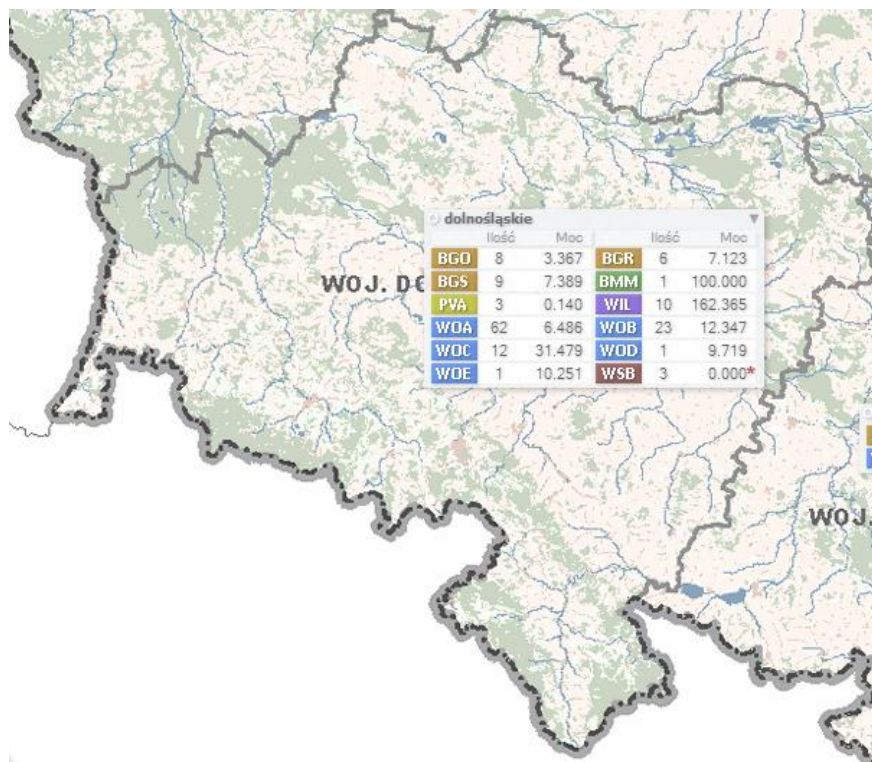 dolnośląskie
Ilość Moc Ilość Moc
BGO 8 3.367 BGR 6 7.123
WOJ. DO
BGS 9 7.389 BMM 1 100.000
PVA 3 0.140 WIL 10 162.365
WOA 62 6.486 WOB 23 12.347
WOC 12 31.479 WOD 1 9.719
WOE 1 10.251 WSB 3 0.000*
WOJ.